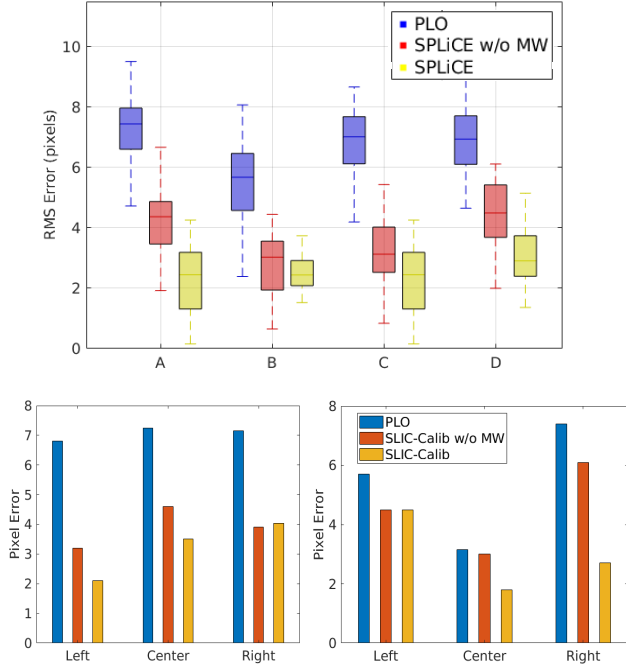 PLO
SPLiCE w/o MW
SPLiCE
RMS Error (pixels)
10
8
6
4
2
0
A B C D
8
7
6
5
4
3
2
1
0
Pixel Error
Left Center Right
PLO
SLIC-Calib w/o MW
SLIC-Calib
8
6
4
2
0
Pixel Error
Left Center Right